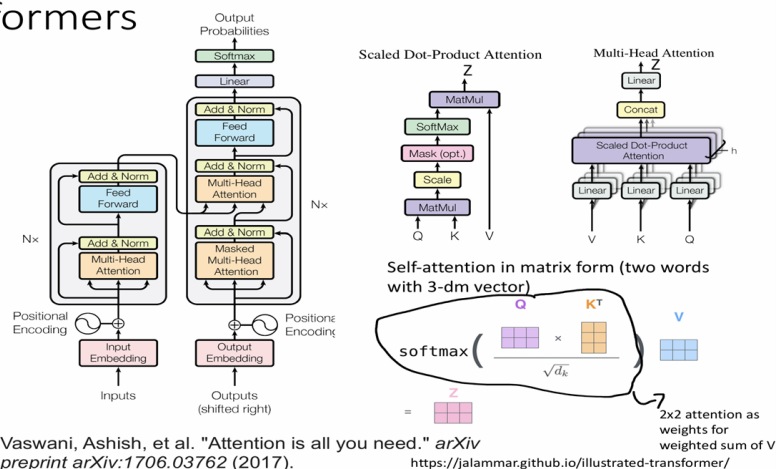 formers
Output
Probabilities
Softmax
Linear
Add & Norm
Feed
Forward
Add & Norm
Multi-Head
Attention
Add & Norm
Masked
Multi-Head
Attention
N×
Positional
Encoding
Output
Embedding
Outputs
(shifted right)
Add & Norm
Feed
Forward
Add & Norm
Multi-Head
Attention
N×
Positional
Encoding
Input
Embedding
Inputs
Scaled Dot-Product Attention
Z
MatMul
SoftMax
Mask (opt.)
Scale
MatMul
Q K V
Multi-Head Attention
Z
Linear
Concat
Scaled Dot-Product
Attention
h
Linear Linear Linear
V K Q
Self-attention in matrix form (two words
with 3-dm vector)
Q Kᵀ V
softmax ( × )
√dₖ
Z
=
2x2 attention as
weights for
weighted sum of V
Vaswani, Ashish, et al. "Attention is all you need." arXiv
preprint arXiv:1706.03762 (2017).
https://jalammar.github.io/illustrated-transformer/